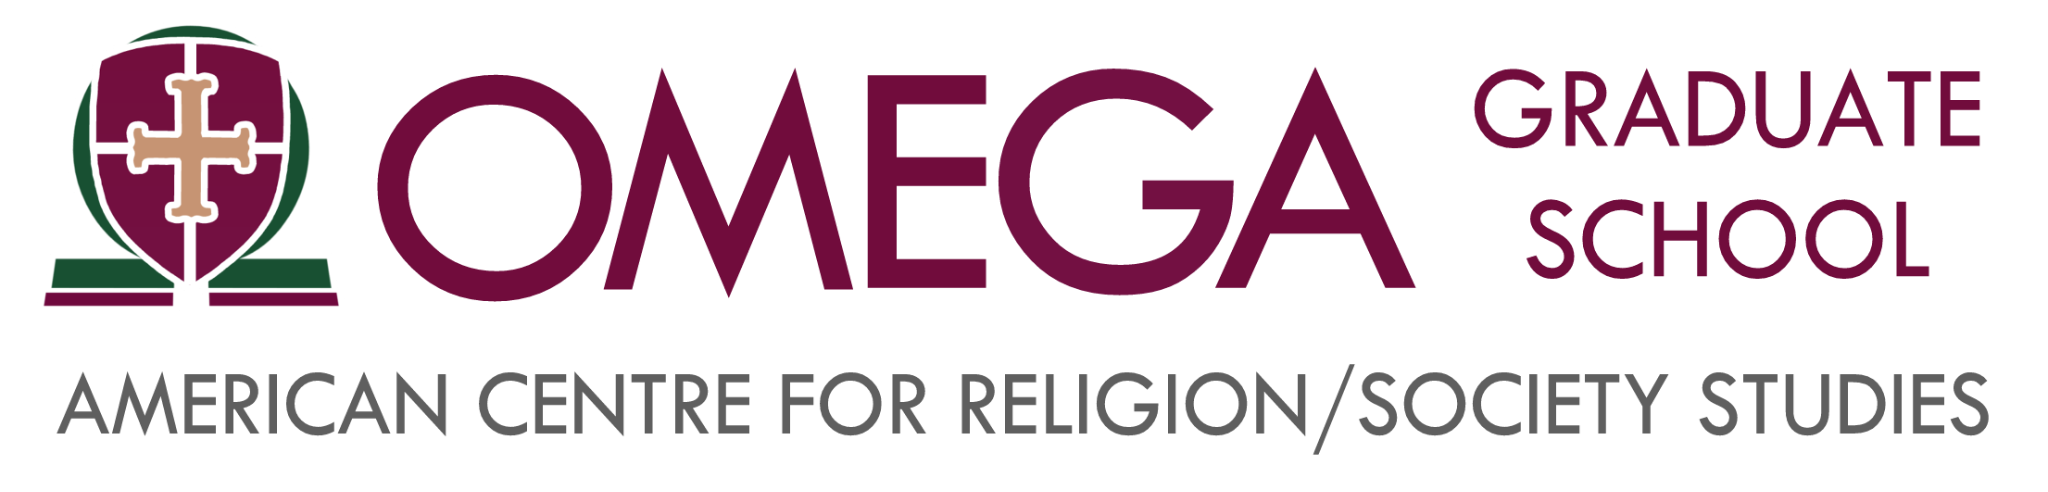 OMEGA
GRADUATE
SCHOOL
AMERICAN CENTRE FOR RELIGION/SOCIETY STUDIES